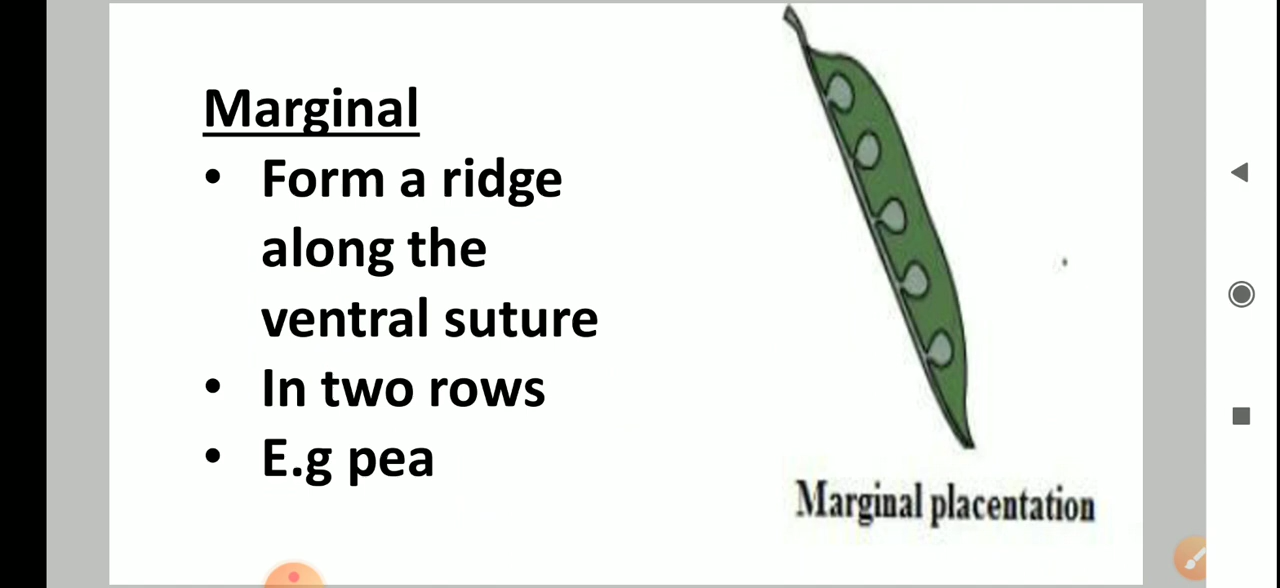 Marginal
• Form a ridge
along the
ventral suture
• In two rows
• E.g pea
Marginal placentation